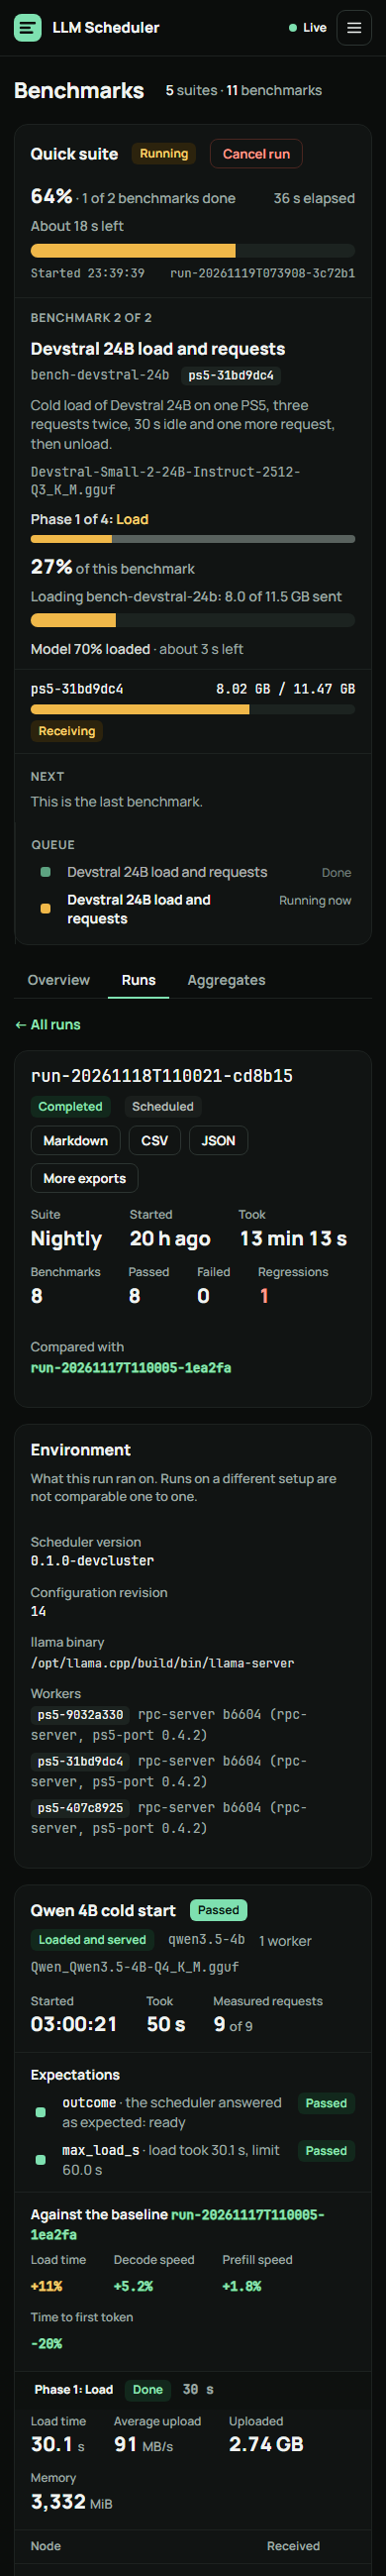 LLM Scheduler
Live
Benchmarks
5 suites · 11 benchmarks
Quick suite
Running
Cancel run
64% · 1 of 2 benchmarks done
36 s elapsed
About 18 s left
Started 23:39:39
run-20261119T073908-3c72b1
BENCHMARK 2 OF 2
Devstral 24B load and requests
bench-devstral-24b
ps5-31bd9dc4
Cold load of Devstral 24B on one PS5, three
requests twice, 30 s idle and one more request,
then unload.
Devstral-Small-2-24B-Instruct-2512-
Q3_K_M.gguf
Phase 1 of 4: Load
27% of this benchmark
Loading bench-devstral-24b: 8.0 of 11.5 GB sent
Model 70% loaded · about 3 s left
ps5-31bd9dc4
8.02 GB / 11.47 GB
Receiving
NEXT
This is the last benchmark.
QUEUE
Devstral 24B load and requests
Done
Devstral 24B load and
requests
Running now
Overview
Runs
Aggregates
← All runs
run-20261118T110021-cd8b15
Completed
Scheduled
Markdown
CSV
JSON
More exports
Suite
Started
Took
Nightly
20 h ago
13 min 13 s
Benchmarks
Passed
Failed
Regressions
8
8
0
1
Compared with
run-20261117T110005-1ea2fa
Environment
What this run ran on. Runs on a different setup are
not comparable one to one.
Scheduler version
0.1.0-devcluster
Configuration revision
14
llama binary
/opt/llama.cpp/build/bin/llama-server
Workers
ps5-9032a330 rpc-server b6604 (rpc-
server, ps5-port 0.4.2)
ps5-31bd9dc4 rpc-server b6604 (rpc-
server, ps5-port 0.4.2)
ps5-407c8925 rpc-server b6604 (rpc-
server, ps5-port 0.4.2)
Qwen 4B cold start
Passed
Loaded and served
qwen3.5-4b
1 worker
Qwen_Qwen3.5-4B-Q4_K_M.gguf
Started
Took
Measured requests
03:00:21
50 s
9 of 9
Expectations
outcome · the scheduler answered
as expected: ready
Passed
max_load_s · load took 30.1 s, limit
60.0 s
Passed
Against the baseline run-20261117T110005-
1ea2fa
Load time
Decode speed
Prefill speed
+11%
+5.2%
+1.8%
Time to first token
-20%
Phase 1: Load
Done
30 s
Load time
Average upload
Uploaded
30.1 s
91 MB/s
2.74 GB
Memory
3,332 MiB
Node
Received